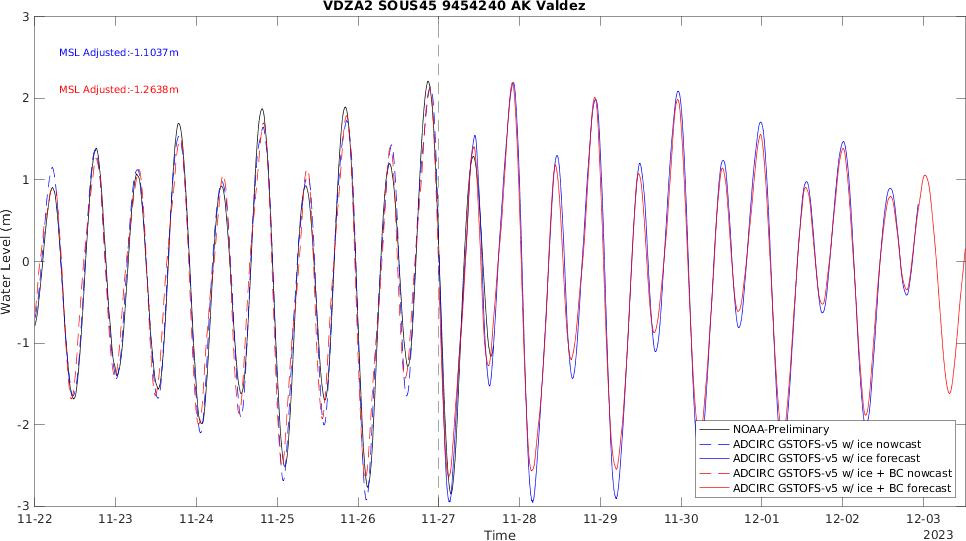 VDZA2 SOUS45 9454240 AK Valdez
MSL Adjusted:-1.1037m
MSL Adjusted:-1.2638m
Water Level (m)
3
2
1
0
-1
-2
-3
NOAA-Preliminary
ADCIRC GSTOFS-v5 w/ ice nowcast
ADCIRC GSTOFS-v5 w/ ice forecast
ADCIRC GSTOFS-v5 w/ ice + BC nowcast
ADCIRC GSTOFS-v5 w/ ice + BC forecast
11-22 11-23 11-24 11-25 11-26 11-27 11-28 11-29 11-30 12-01 12-02 12-03
Time
2023